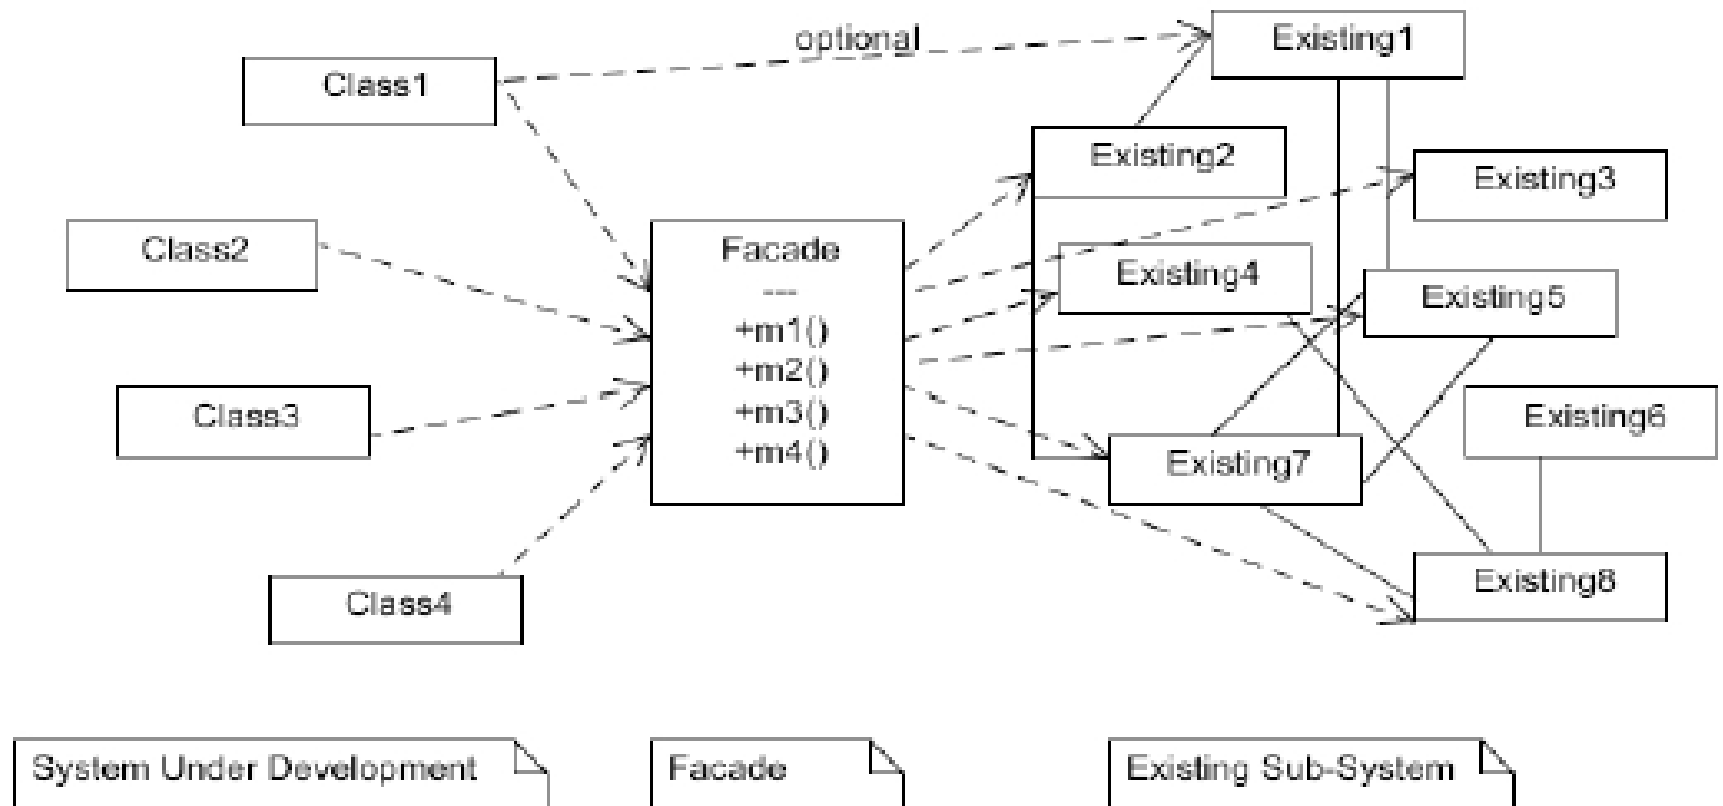 optional
Existing1
Class1
Existing2
Existing3
Class2
Facade
---
+m1()
+m2()
+m3()
+m4()
Existing4
Existing5
Class3
Existing6
Existing7
Class4
Existing8
System Under Development
Facade
Existing Sub-System